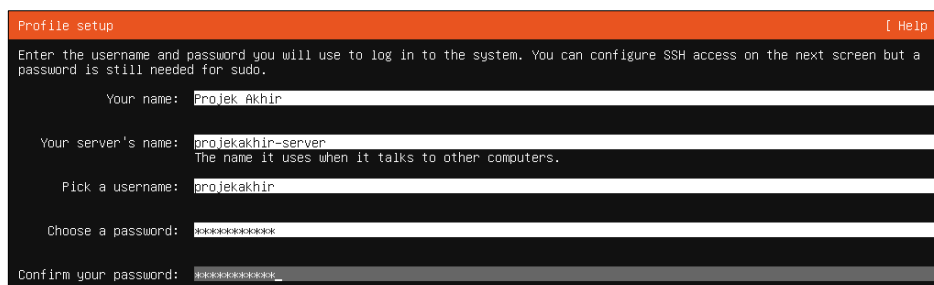 Profile setup [ Help
Enter the username and password you will use to log in to the system. You can configure SSH access on the next screen but a
password is still needed for sudo.
Your name: Projek Akhir
Your server's name: projekakhir-server
The name it uses when it talks to other computers.
Pick a username: projekakhir
Choose a password: ***********
Confirm your password: ***********_